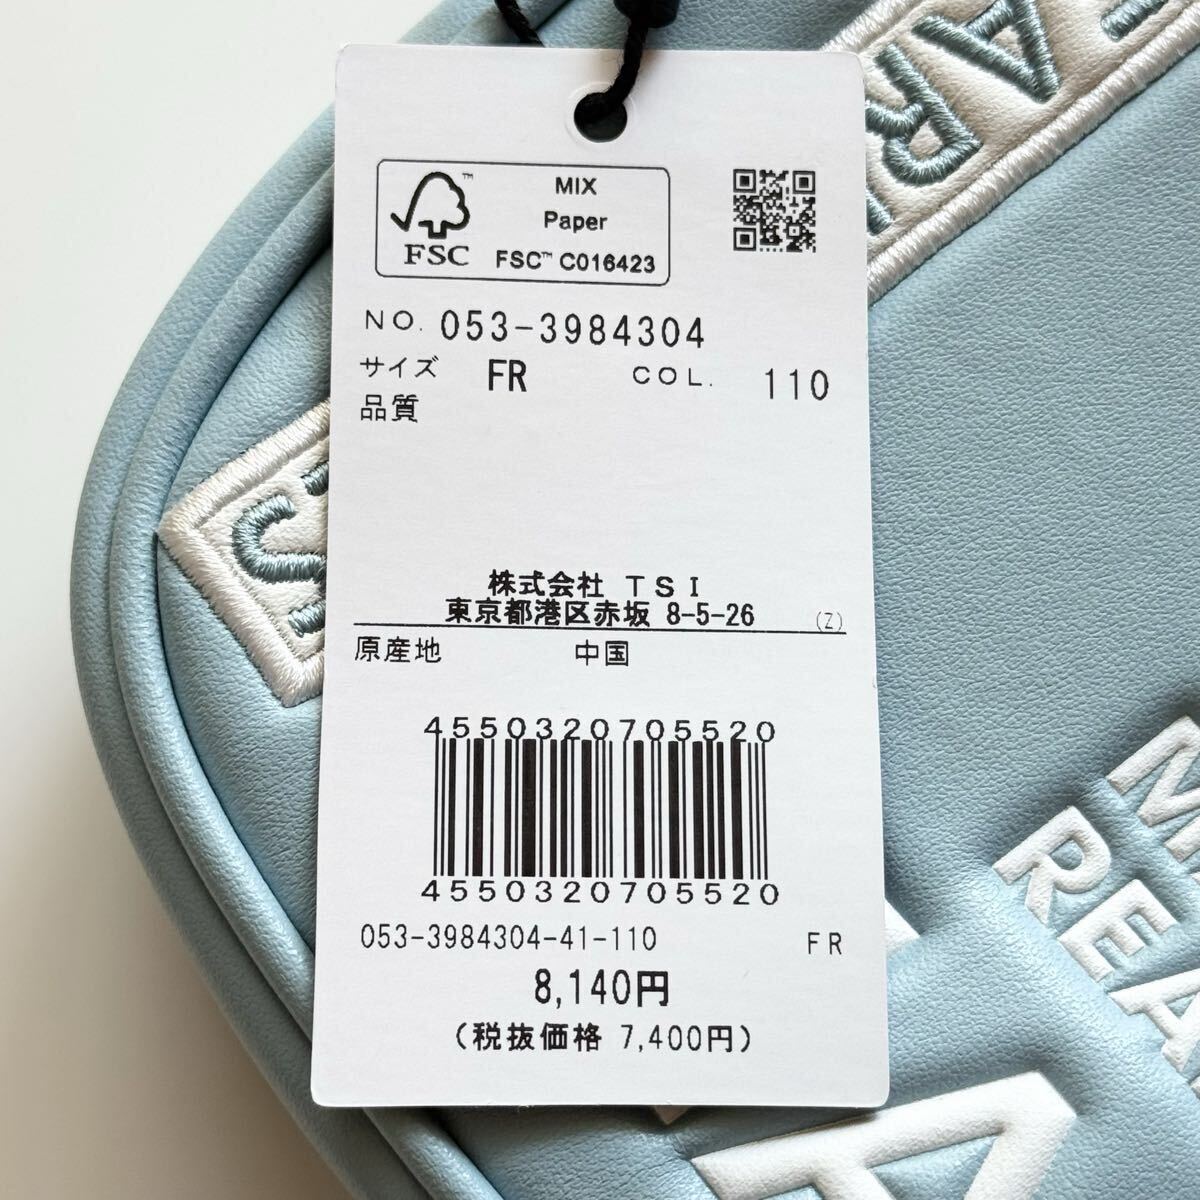 FSC™
MIX
Paper
FSC™ C016423
NO. 053-3984304
サイズ FR COL. 110
品質
株式会社 TSI
東京都港区赤坂 8-5-26 (Z)
原産地 中国
4550320705520
4550320705520
053-3984304-41-110 FR
8,140円
(税抜価格 7,400円)